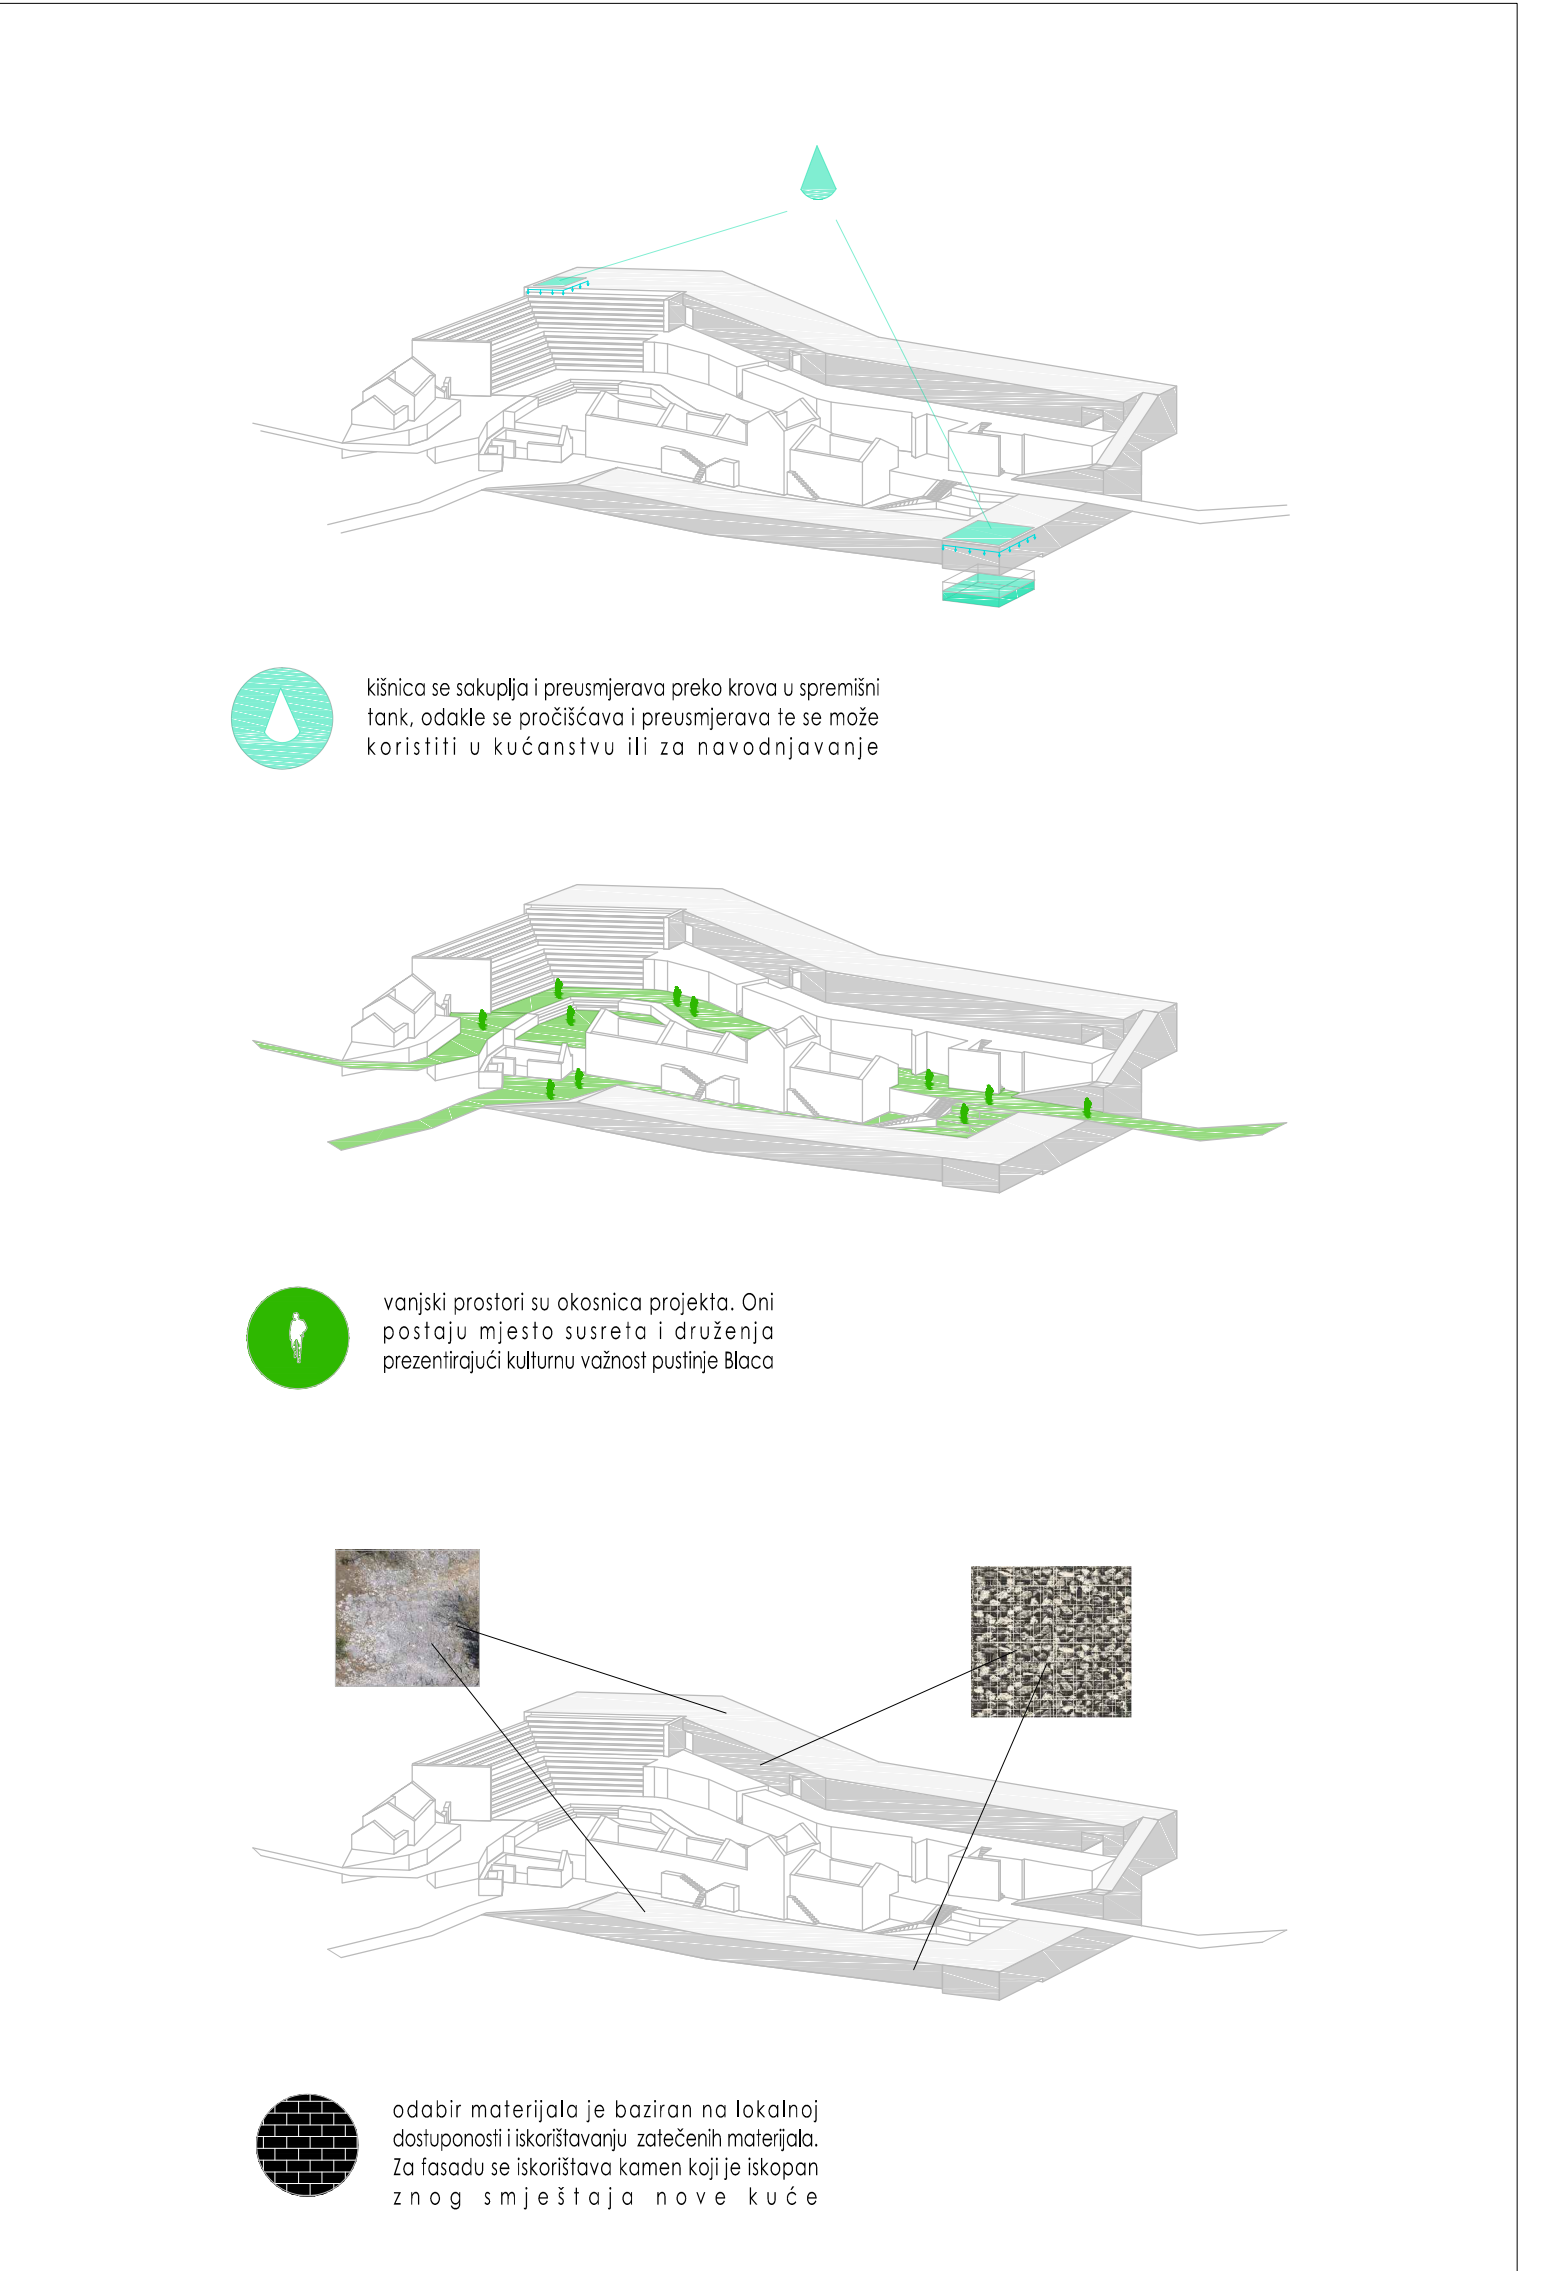 kišnica se sakuplja i preusmjerava preko krova u spremišni
tank, odakle se pročišćava i preusmjerava te se može
koristiti u kućanstvu ili za navodnjavanje
vanjski prostori su okosnica projekta. Oni
postaju mjesto susreta i druženja
prezentirajući kulturnu važnost pustinje Blaca
odabir materijala je baziran na lokalnoj
dostuponosti i iskorištavanju zatečenih materijala.
Za fasadu se iskorištava kamen koji je iskopan
znog smještaja nove kuće